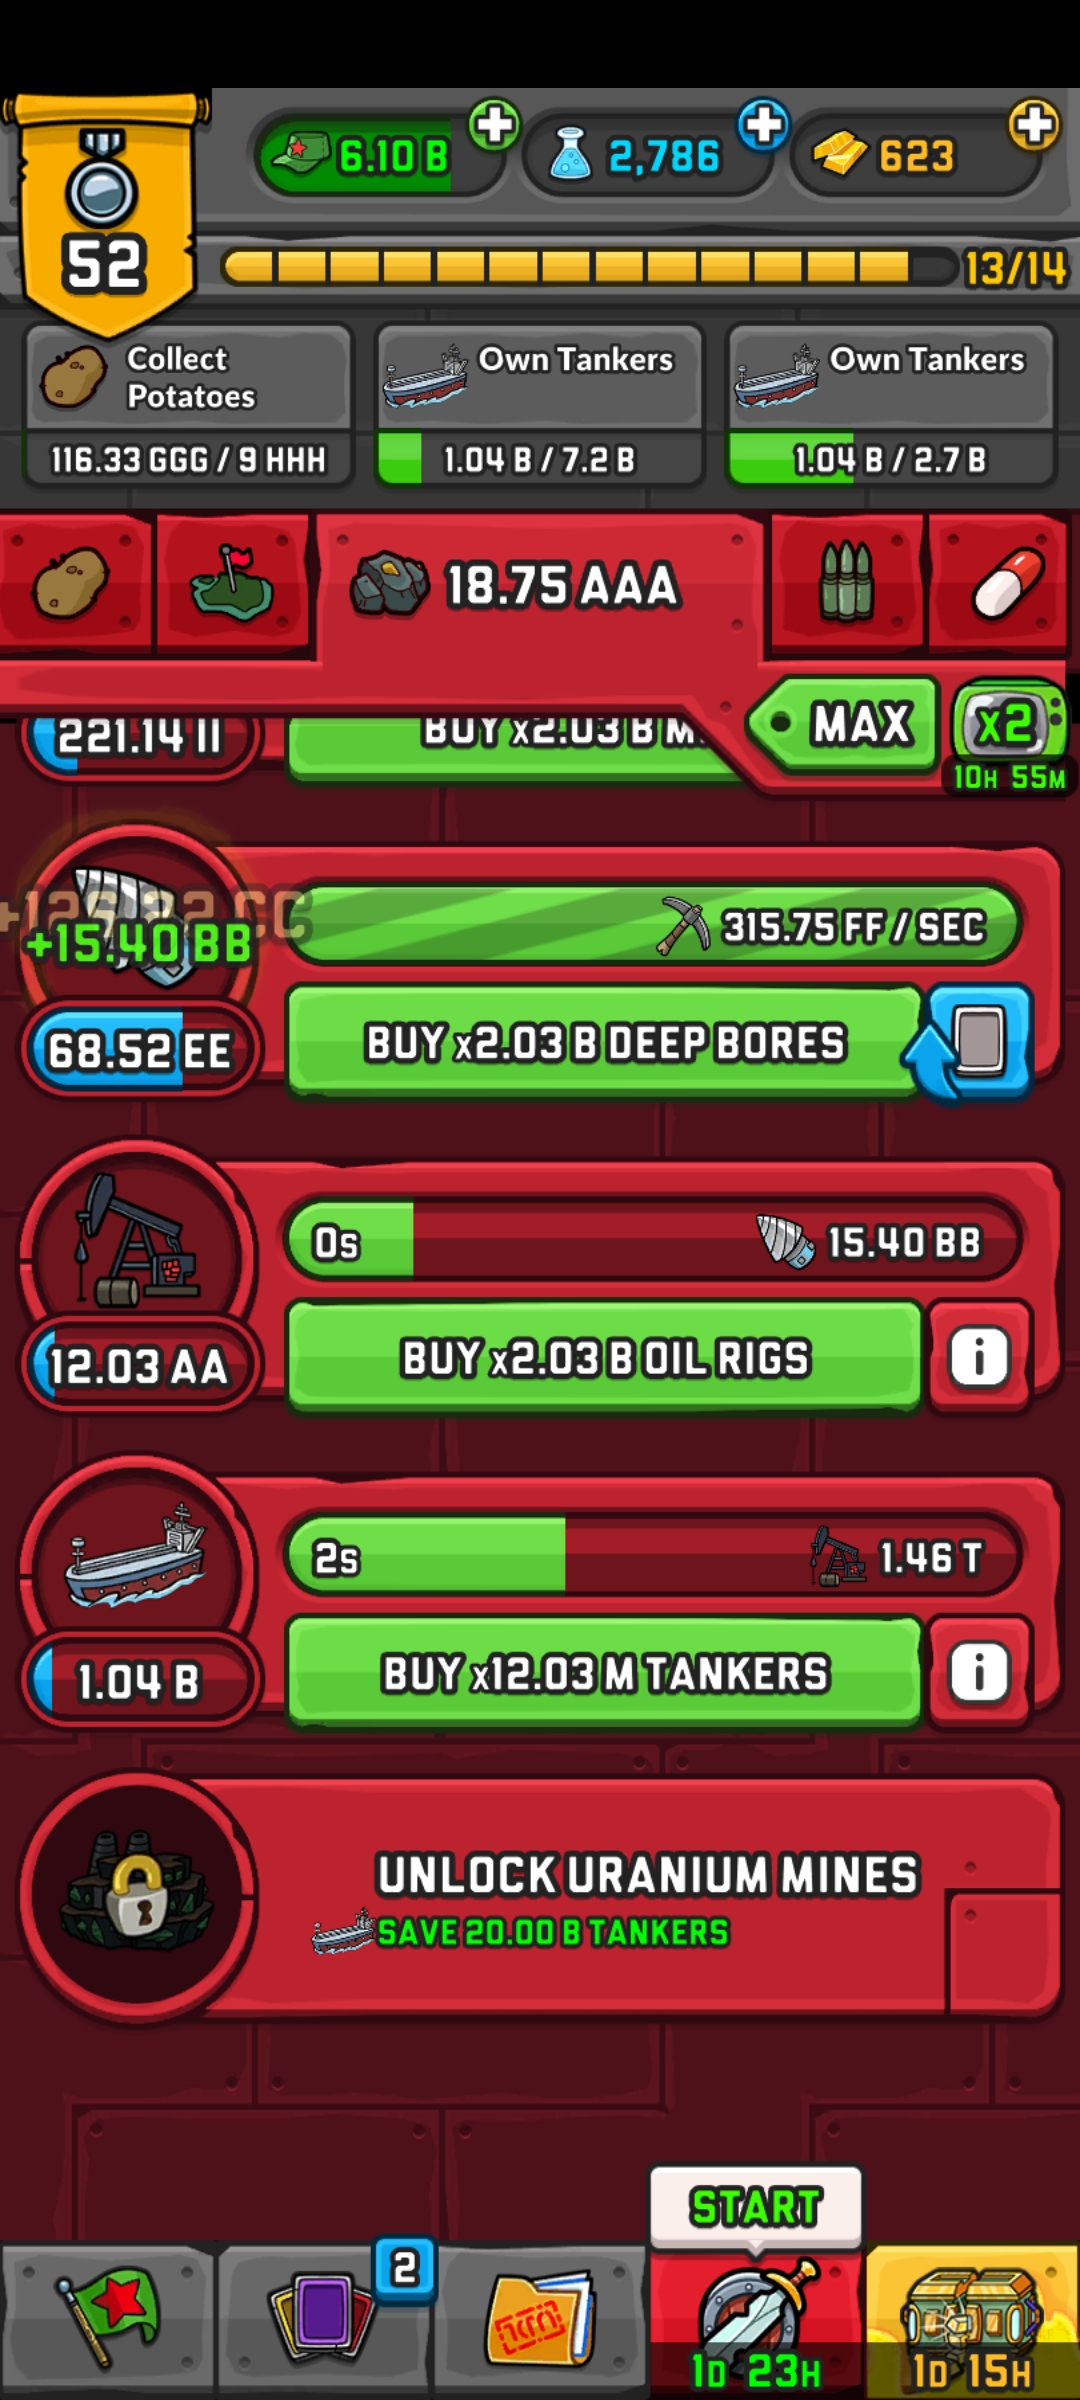 52
6.10 B
2,786
623
13/14
Collect
Potatoes
116.33 GGG / 9 HHH
Own Tankers
1.04 B / 7.2 B
Own Tankers
1.04 B / 2.7 B
18.75 AAA
MAX
X2
10H 55M
221.14 II
BUY x2.03 B M
+15.40 BB
315.75 FF / SEC
68.52 EE
BUY x2.03 B DEEP BORES
0s
15.40 BB
12.03 AA
BUY x2.03 B OIL RIGS
i
2s
1.46 T
1.04 B
BUY x12.03 M TANKERS
i
UNLOCK URANIUM MINES
SAVE 20.00 B TANKERS
START
2
1D 23H
1D 15H